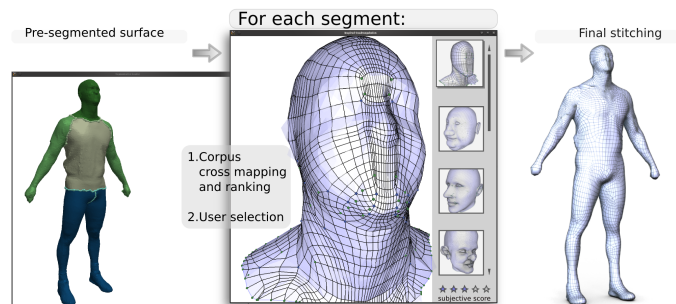 For each segment:
Pre-segmented surface
Final stitching
1.Corpus
cross mapping
and ranking
2.User selection
subjective score